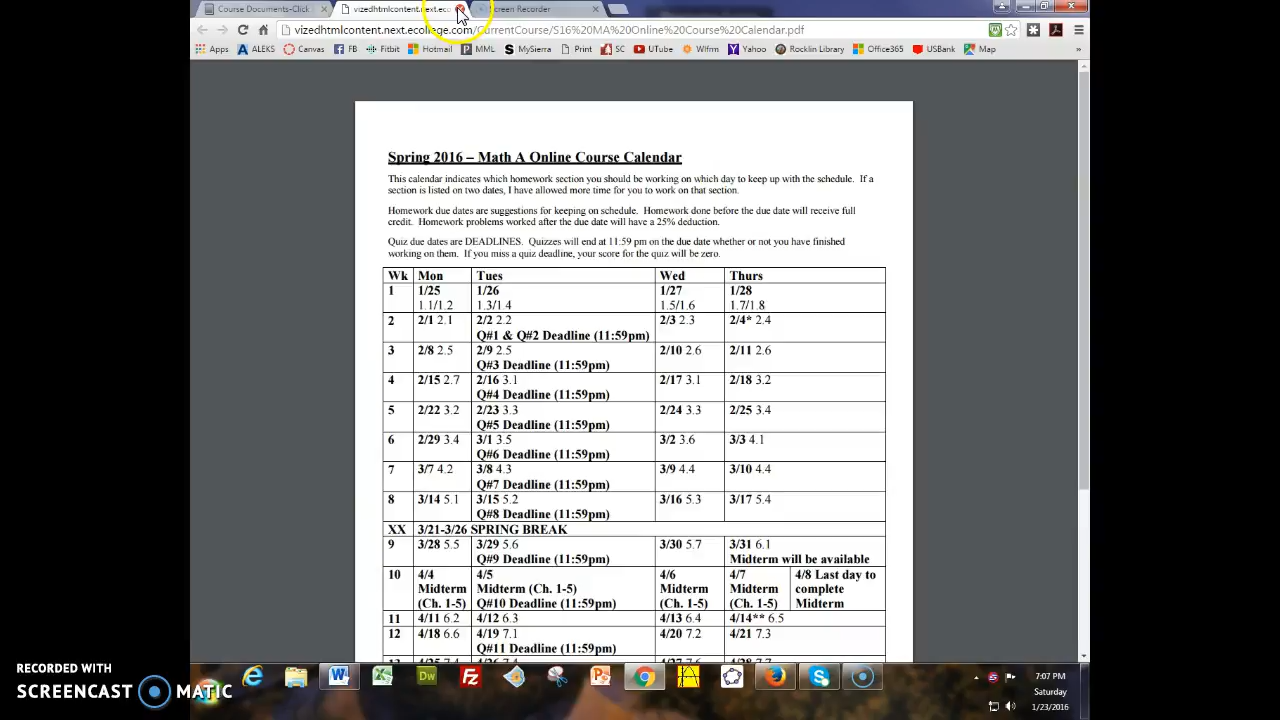 Course Documents-Click
vizedhtmlcontent.next.eco
Screen Recorder
vizedhtmlcontent.next.ecollege.com/CurrentCourse/S16%20MA%20Online%20Course%20Calendar.pdf
Apps ALEKS Canvas FB Fitbit Hotmail MML MySierra Print SC UTube Wlfrm Yahoo Rocklin Library Office365 USBank Map
Spring 2016 – Math A Online Course Calendar
This calendar indicates which homework section you should be working on which day to keep up with the schedule. If a
section is listed on two dates, I have allowed more time for you to work on that section.
Homework due dates are suggestions for keeping on schedule. Homework done before the due date will receive full
credit. Homework problems worked after the due date will have a 25% deduction.
Quiz due dates are DEADLINES. Quizzes will end at 11:59 pm on the due date whether or not you have finished
working on them. If you miss a quiz deadline, your score for the quiz will be zero.
Wk Mon Tues Wed Thurs
1 1/25 1/26 1/27 1/28
1.1/1.2 1.3/1.4 1.5/1.6 1.7/1.8
2 2/1 2.1 2/2 2.2 2/3 2.3 2/4* 2.4
Q#1 & Q#2 Deadline (11:59pm)
3 2/8 2.5 2/9 2.5 2/10 2.6 2/11 2.6
Q#3 Deadline (11:59pm)
4 2/15 2.7 2/16 3.1 2/17 3.1 2/18 3.2
Q#4 Deadline (11:59pm)
5 2/22 3.2 2/23 3.3 2/24 3.3 2/25 3.4
Q#5 Deadline (11:59pm)
6 2/29 3.4 3/1 3.5 3/2 3.6 3/3 4.1
Q#6 Deadline (11:59pm)
7 3/7 4.2 3/8 4.3 3/9 4.4 3/10 4.4
Q#7 Deadline (11:59pm)
8 3/14 5.1 3/15 5.2 3/16 5.3 3/17 5.4
Q#8 Deadline (11:59pm)
XX 3/21-3/26 SPRING BREAK
9 3/28 5.5 3/29 5.6 3/30 5.7 3/31 6.1
Q#9 Deadline (11:59pm) Midterm will be available
10 4/4 4/5 4/6 4/7 4/8 Last day to
Midterm Midterm (Ch. 1-5) Midterm Midterm complete
(Ch. 1-5) Q#10 Deadline (11:59pm) (Ch. 1-5) (Ch. 1-5) Midterm
11 4/11 6.2 4/12 6.3 4/13 6.4 4/14** 6.5
12 4/18 6.6 4/19 7.1 4/20 7.2 4/21 7.3
Q#11 Deadline (11:59pm)
7:07 PM
Saturday
1/23/2016
RECORDED WITH
SCREENCAST MATIC